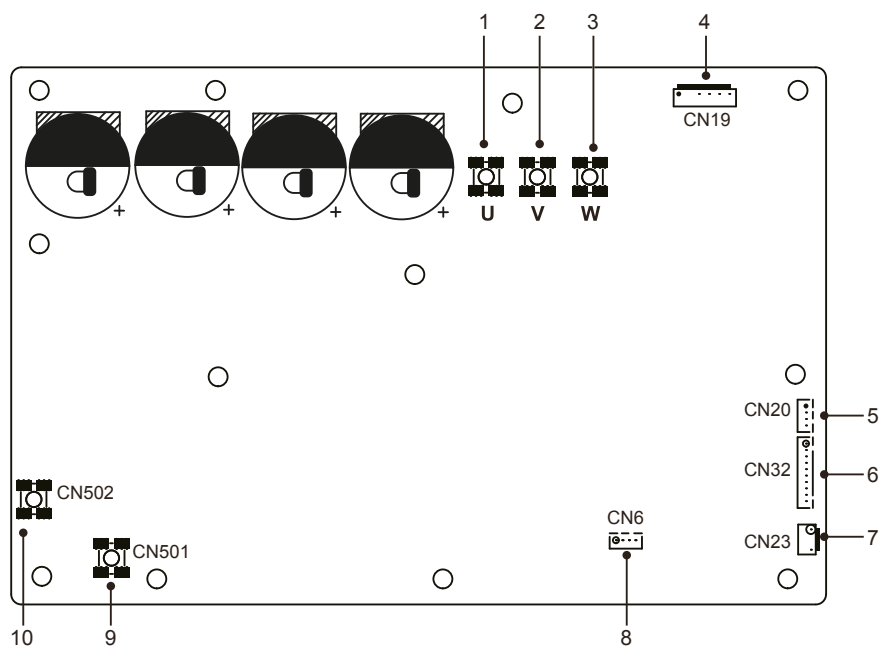 1 2 3 4
CN19
+ + + +
U V W
CN20 5
CN32 6
CN502
CN6
CN23 7
CN501
10 9 8